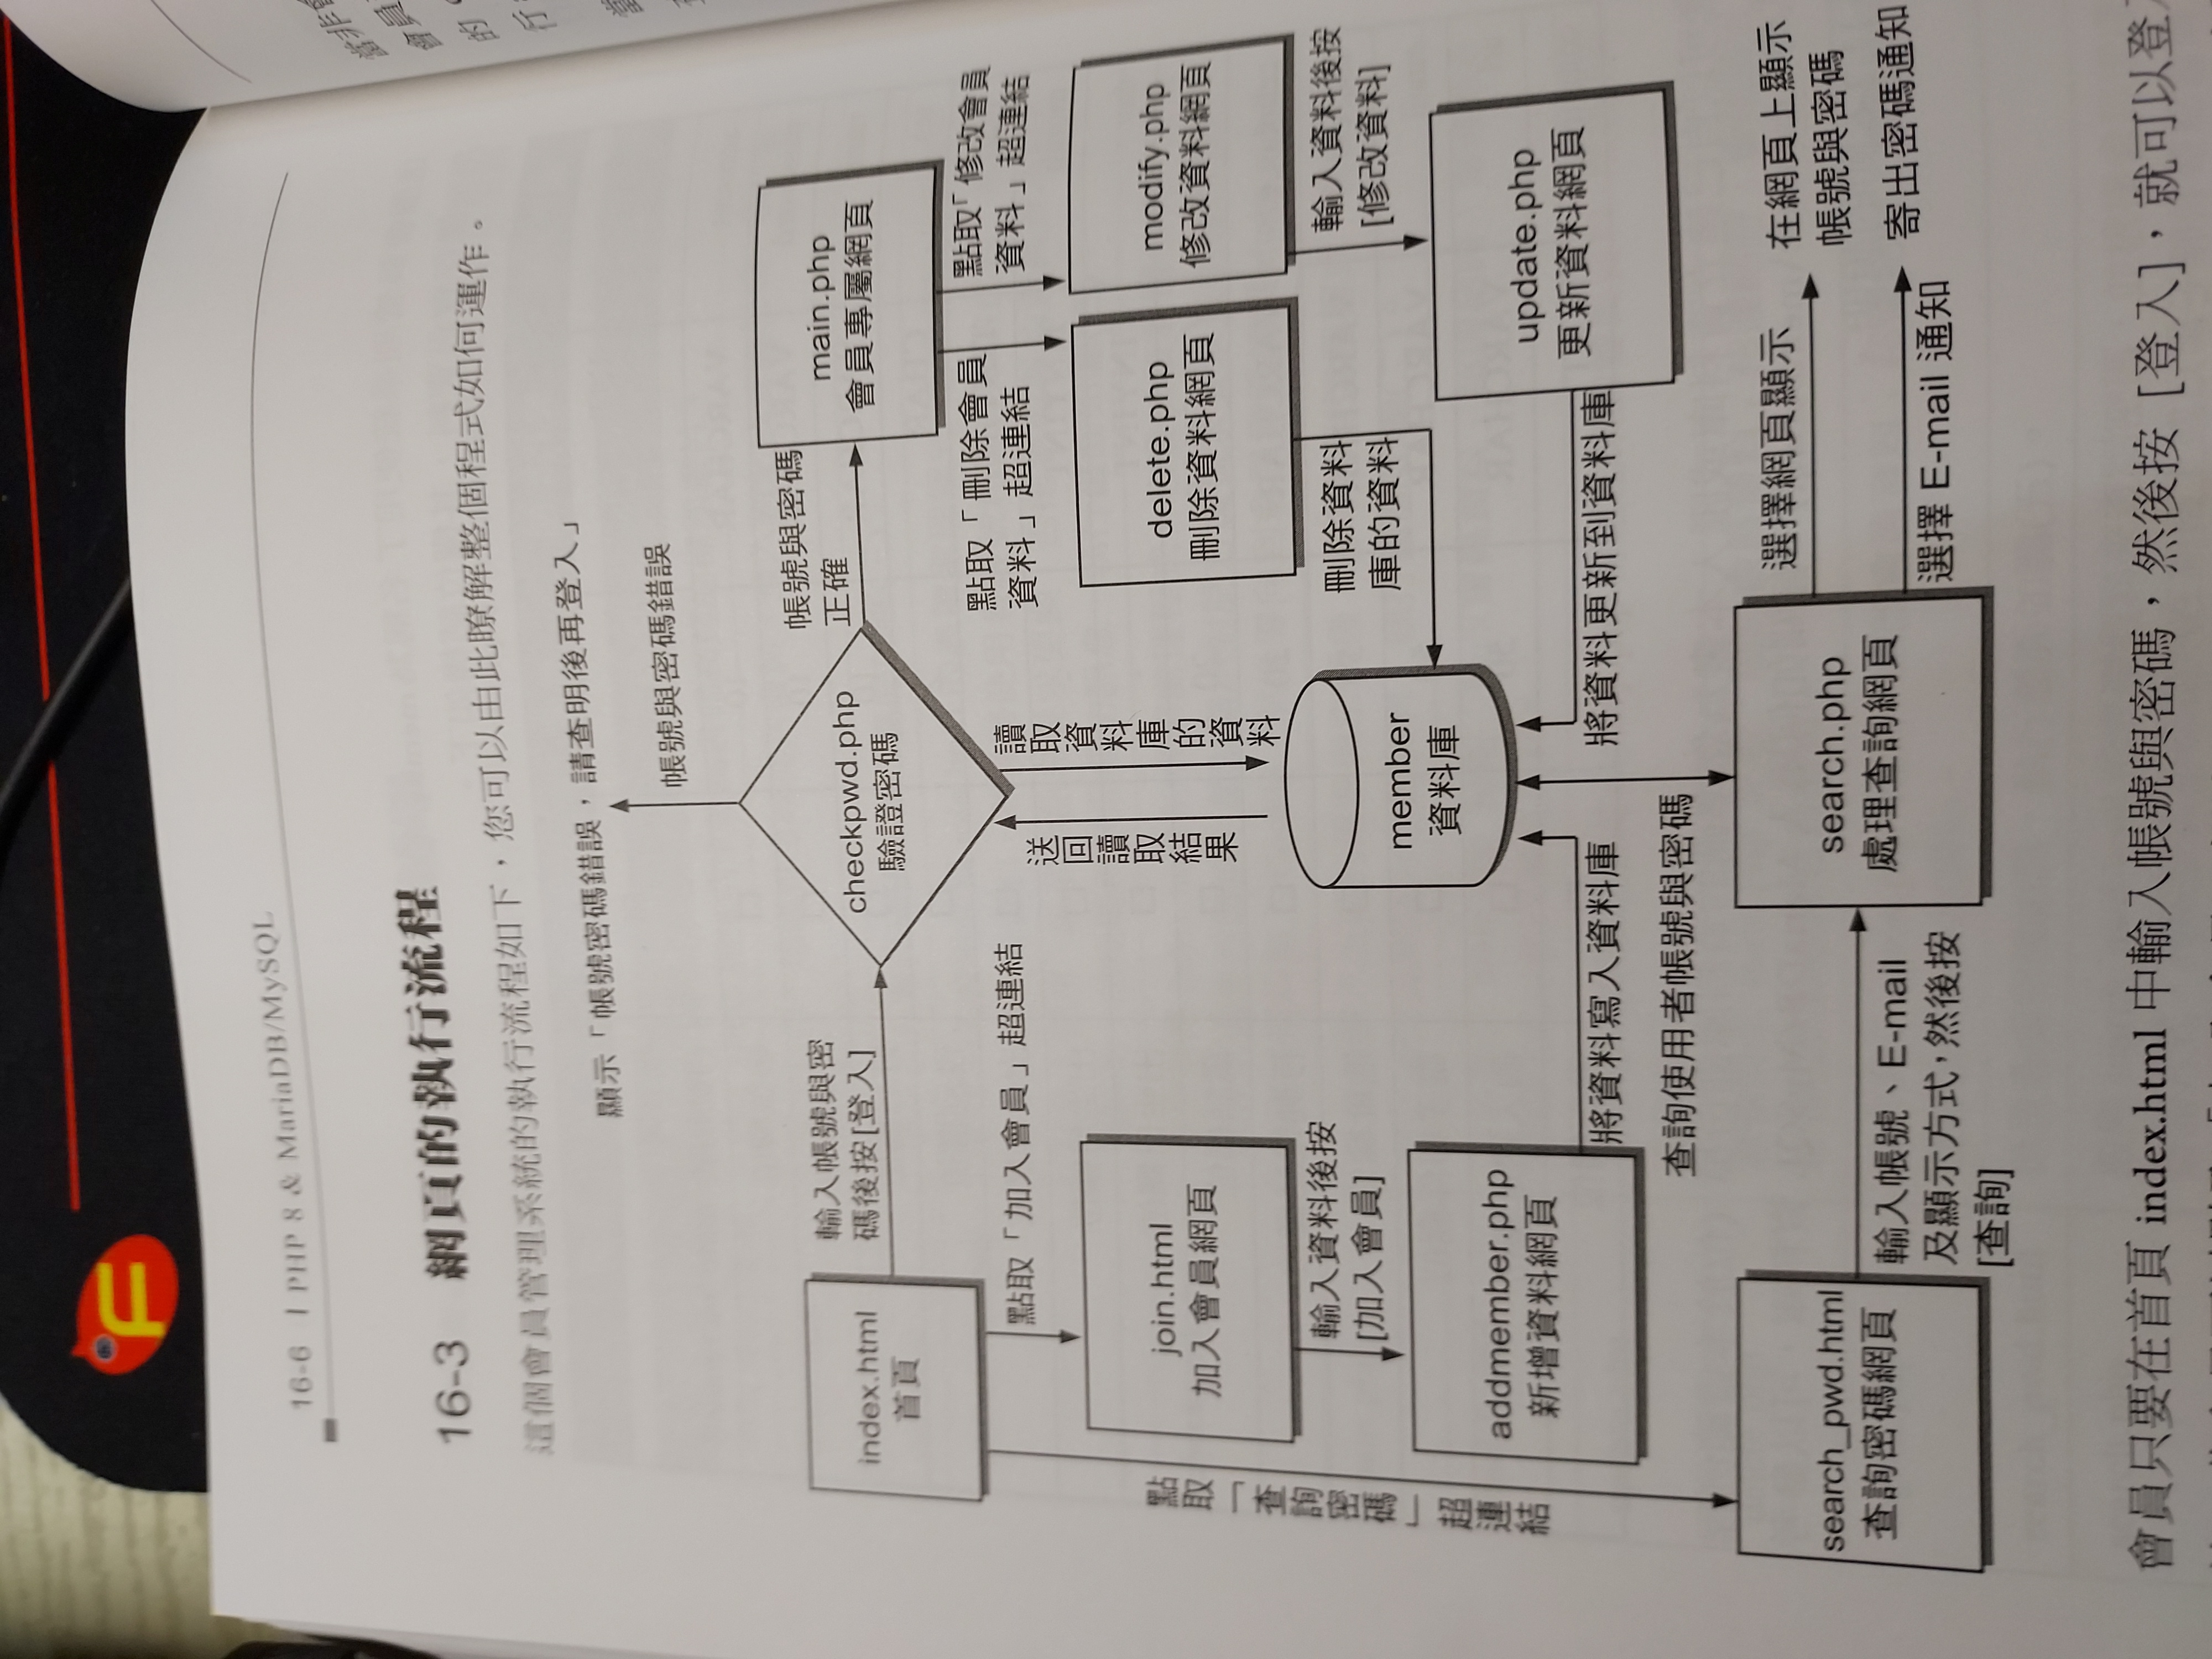 F
16-6 | PHP 8 & MariaDB/MySQL
16-3 網頁的執行流程
這個會員管理系統的執行流程如下，您可以由此瞭解整個程式如何運作。
顯示「帳號密碼錯誤，請查明後再登入」
帳號與密碼錯誤
index.html
首頁
輸入帳號與密
碼後按[登入]
checkpwd.php
驗證密碼
帳號與密碼
正確
main.php
會員專屬網頁
點取「加入會員」超連結
送回讀取結果
讀取資料庫的資料
點取「刪除會員
資料」超連結
點取「修改會員
資料」超連結
點取「查詢密碼」超連結
join.html
加入會員網頁
delete.php
刪除資料網頁
modify.php
修改資料網頁
輸入資料後按
[加入會員]
member
資料庫
刪除資料
庫的資料
輸入資料後按
[修改資料]
addmember.php
新增資料網頁
將資料寫入資料庫
將資料更新到資料庫
update.php
更新資料網頁
查詢使用者帳號與密碼
search_pwd.html
查詢密碼網頁
輸入帳號、E-mail
及顯示方式，然後按
[查詢]
search.php
處理查詢網頁
選擇網頁顯示
在網頁上顯示
帳號與密碼
選擇 E-mail 通知
寄出密碼通知
會員只要在首頁 index.html 中輸入帳號與密碼，然後按 [登入]，就可以登入
當非
會員
的
行